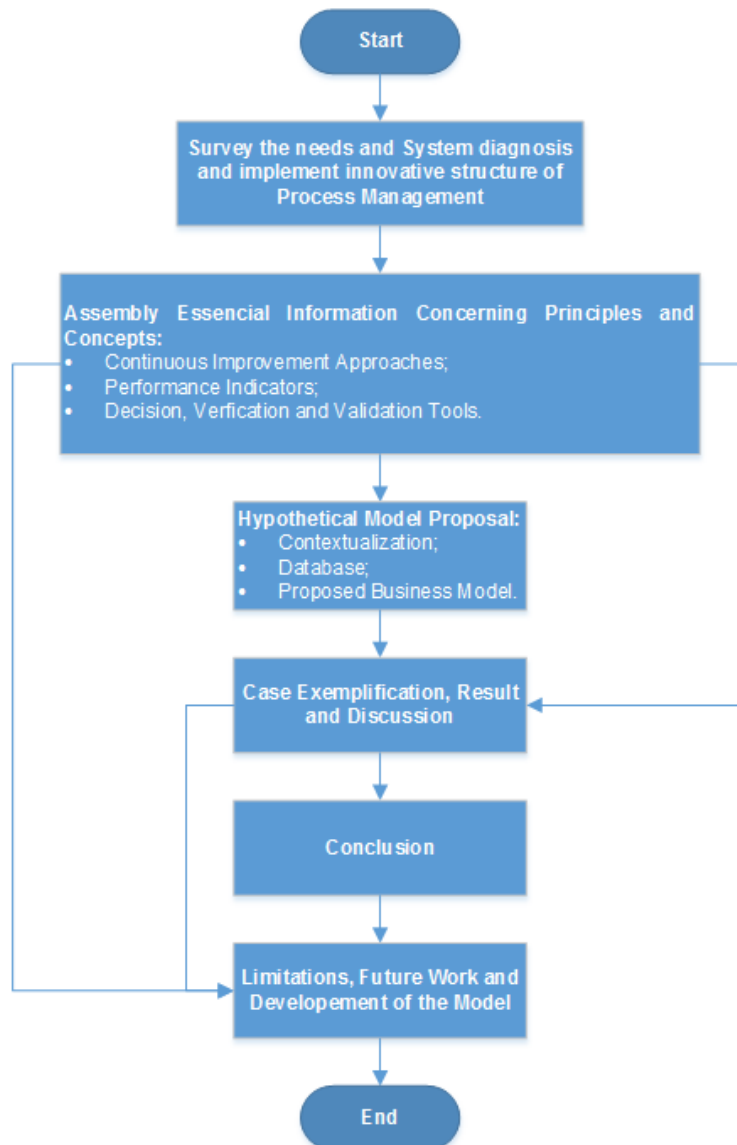 Start
Survey the needs and System diagnosis
and implement innovative structure of
Process Management
Assembly Essencial Information Concerning Principles and
Concepts:
• Continuous Improvement Approaches;
• Performance Indicators;
• Decision, Verfication and Validation Tools.
Hypothetical Model Proposal:
• Contextualization;
• Database;
• Proposed Business Model.
Case Exemplification, Result
and Discussion
Conclusion
Limitations, Future Work and
Developement of the Model
End